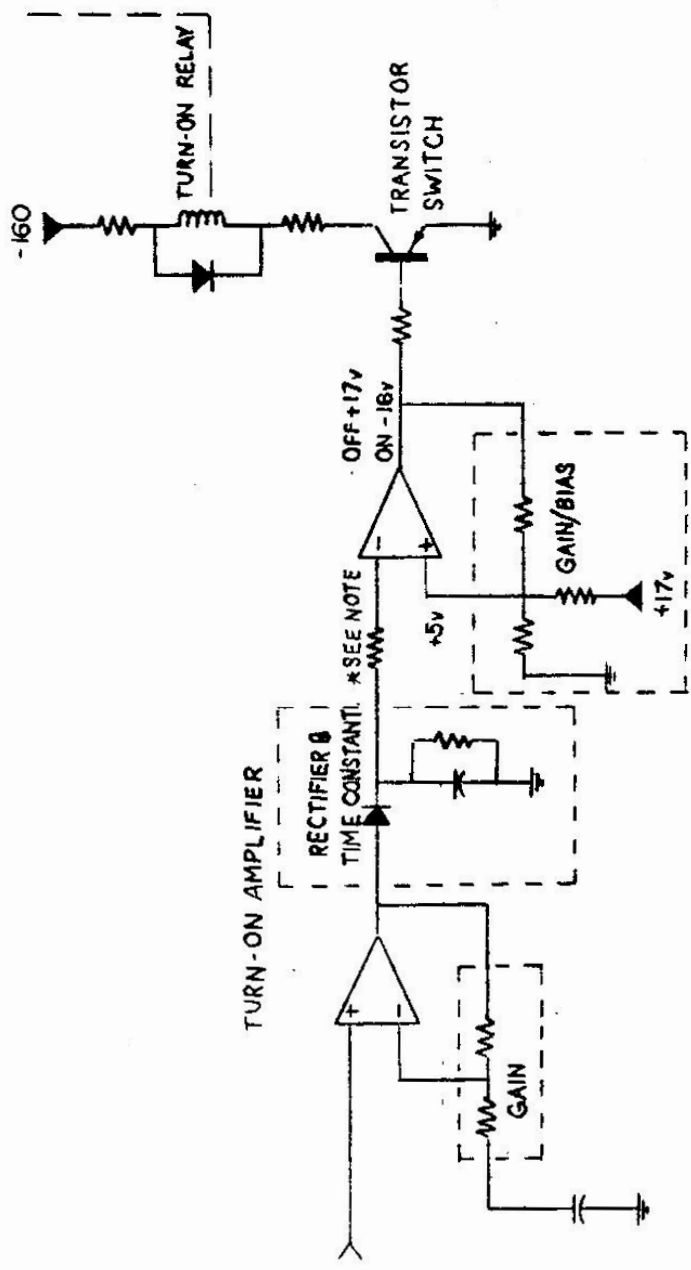 TURN-ON AMPLIFIER
GAIN
RECTIFIER &
TIME CONSTANT.
*SEE NOTE
OFF +17v
ON -16v
+5v
GAIN/BIAS
+17v
-160
TURN-ON RELAY
TRANSISTOR
SWITCH
+
-
-
+